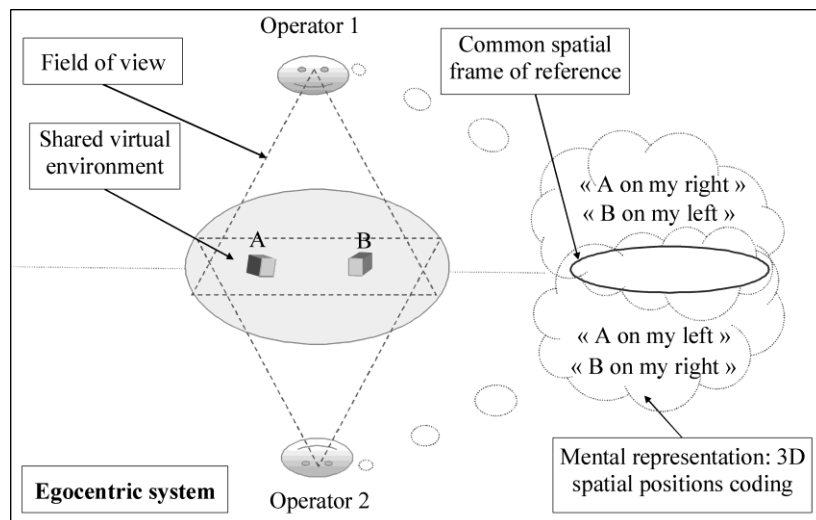 Operator 1
Field of view
Common spatial
frame of reference
Shared virtual
environment
« A on my right »
« B on my left »
A
B
« A on my left »
« B on my right »
Mental representation: 3D
spatial positions coding
Egocentric system
Operator 2